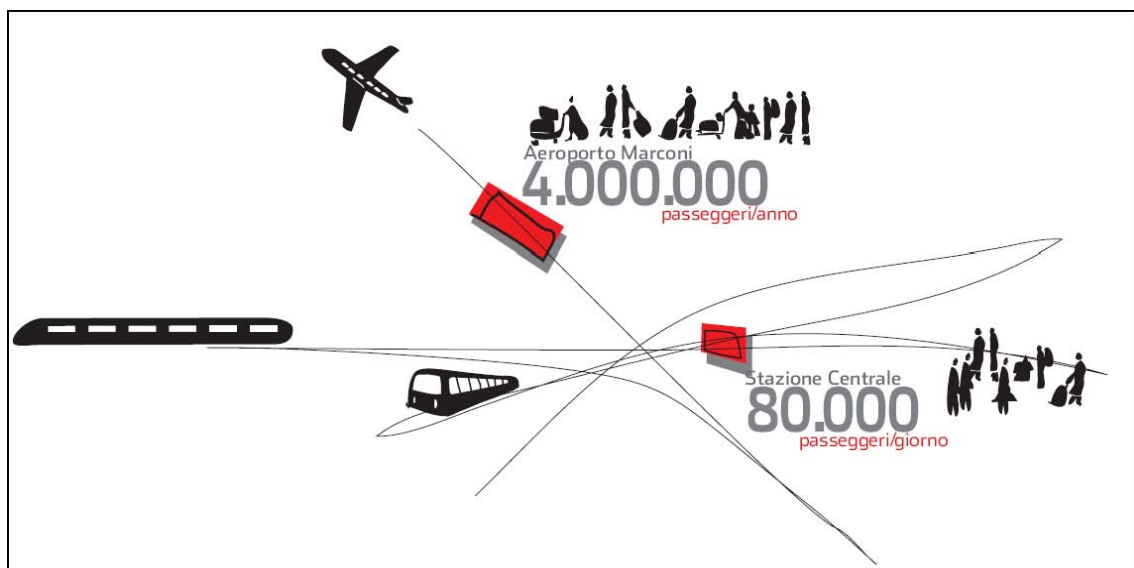 Aeroporto Marconi
4.000.000
passeggeri/anno
Stazione Centrale
80.000
passeggeri/giorno